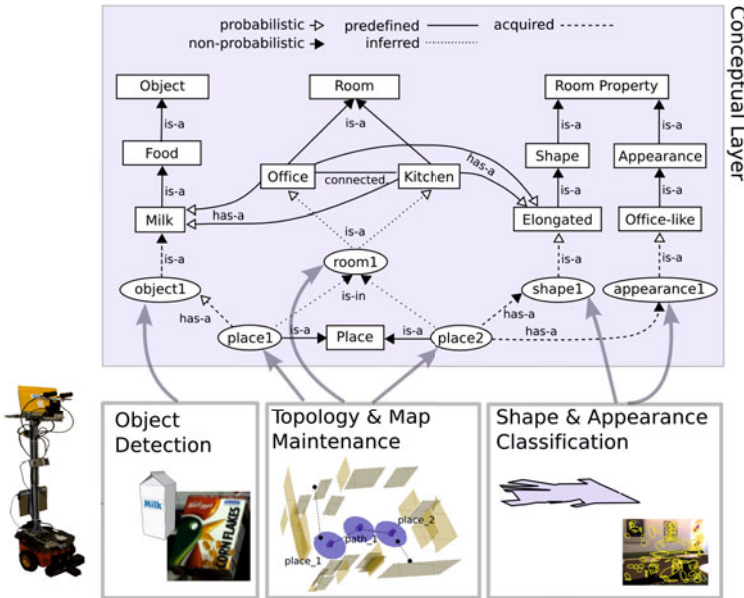 probabilistic
predefined
acquired
non-probabilistic
inferred
Conceptual Layer
Object
Room
Room Property
is-a
is-a
is-a
is-a
Food
Shape
Appearance
is-a
Office
connected
Kitchen
has-a
is-a
is-a
Milk
has-a
Elongated
Office-like
is-a
is-a
is-a
is-a
object1
room1
shape1
appearance1
has-a
is-in
has-a
place1
is-a
Place
is-a
place2
has-a
Object
Detection
Topology & Map
Maintenance
Shape & Appearance
Classification
Milk
Kellogg's
CORN FLAKES
place_1
path_1
place_2